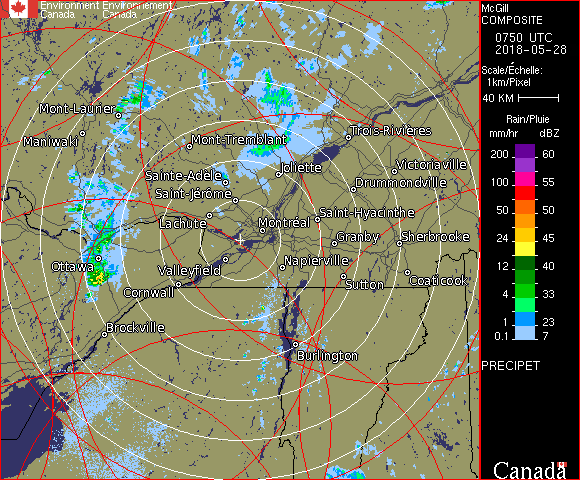 Environment Environnement
Canada Canada
McGill
COMPOSITE
0750 UTC
2018-05-28
Scale/Échelle:
1km/Pixel
40 KM
Rain/Pluie
mm/hr dBZ
200 60
100 55
50 50
24 45
12 40
4 33
1 23
0.1 7
PRECIPET
Canada
Mont-Laurier
Maniwaki
Mont-Tremblant
Trois-Rivières
Joliette
Victoriaville
Sainte-Adèle
Drummondville
Saint-Jérôme
Lachute
Saint-Hyacinthe
Montréal
Granby
Sherbrooke
Ottawa
Valleyfield
Napierville
Coaticook
Sutton
Cornwall
Brockville
Burlington